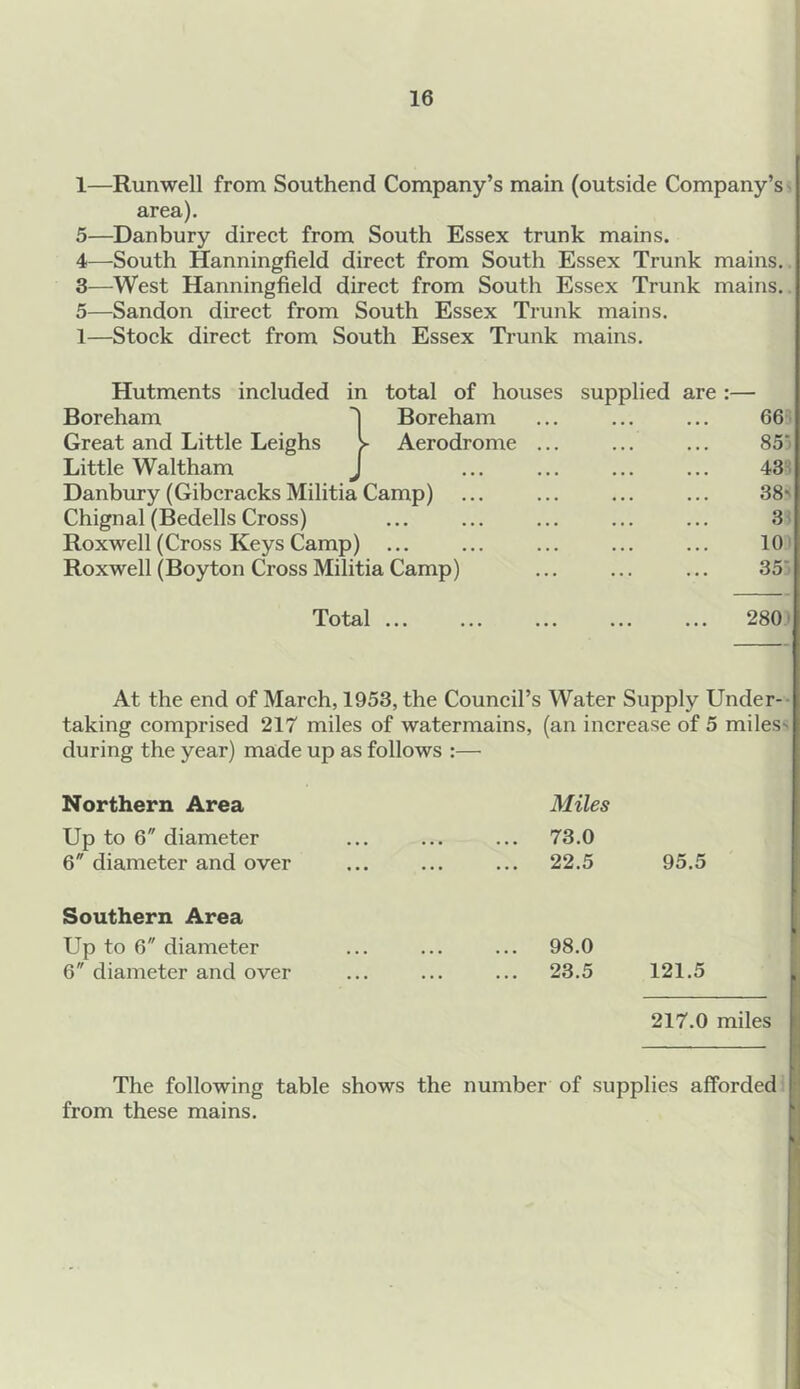 16
1—Runwell from Southend Company’s main (outside Company’s
area).
5—Danbury direct from South Essex trunk mains.
4—South Hanningfield direct from South Essex Trunk mains.
3—West Hanningfield direct from South Essex Trunk mains.
5—Sandon direct from South Essex Trunk mains.
1—Stock direct from South Essex Trunk mains.
Hutments included in total of houses supplied are :—
Boreham } Boreham ... ... ... 66
Great and Little Leighs } Aerodrome ... ... ... 85
Little Waltham } ... ... ... ... 43
Danbury (Gibcracks Militia Camp) ... ... ... ... 38
Chignal (Bedells Cross) ... ... ... ... ... 3
Roxwell (Cross Keys Camp) ... ... ... ... ... 10
Roxwell (Boyton Cross Militia Camp) ... ... ... 35
Total ... ... ... ... ... 280
At the end of March, 1953, the Council’s Water Supply Under-
taking comprised 217 miles of watermains, (an increase of 5 miles
during the year) made up as follows :—
Northern Area Miles
Up to 6″ diameter ... ... ... 73.0
6″ diameter and over ... ... ... 22.5 95.5
Southern Area
Up to 6″ diameter ... ... ... 98.0
6″ diameter and over ... ... ... 23.5 121.5
217.0 miles
The following table shows the number of supplies afforded
from these mains.